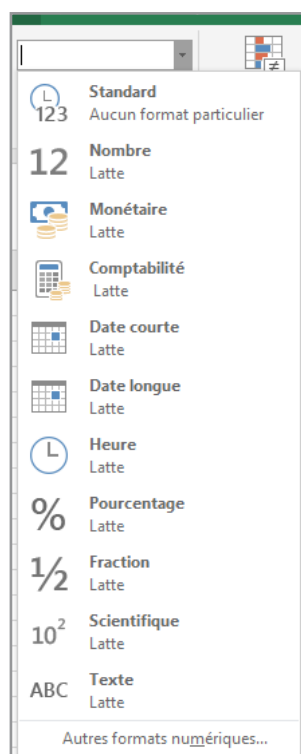 Standard
123
Aucun format particulier
12
Nombre
Latte
Monétaire
Latte
Comptabilité
Latte
Date courte
Latte
Date longue
Latte
Heure
Latte
%
Pourcentage
Latte
½
Fraction
Latte
10²
Scientifique
Latte
ABC
Texte
Latte
Autres formats numériques...